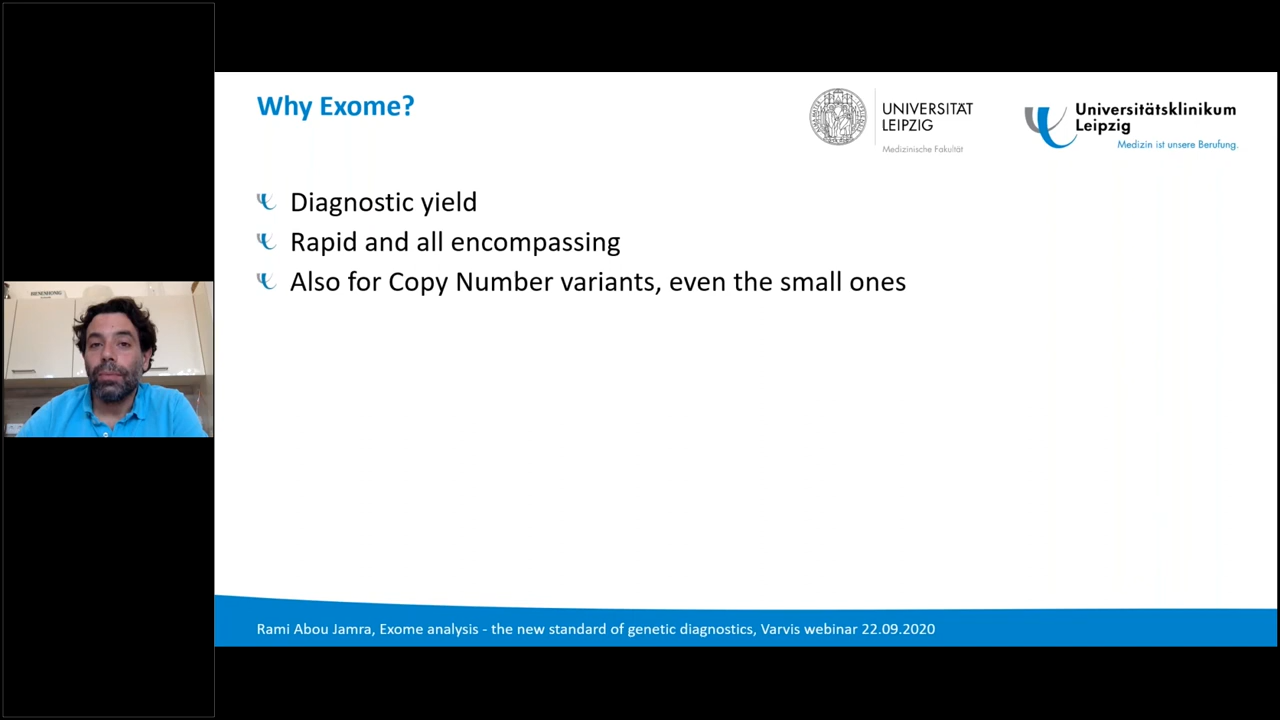 Why Exome?
UNIVERSITÄT
LEIPZIG
Medizinische Fakultät
Universitätsklinikum
Leipzig
Medizin ist unsere Berufung.
Diagnostic yield
Rapid and all encompassing
Also for Copy Number variants, even the small ones
Rami Abou Jamra, Exome analysis - the new standard of genetic diagnostics, Varvis webinar 22.09.2020